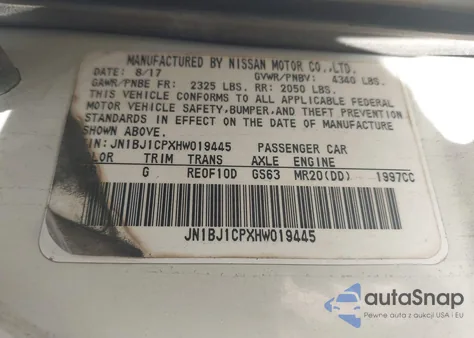 MANUFACTURED BY NISSAN MOTOR CO.,LTD.
DATE: 8/17 GVWR/PNBV: 4340 LBS.
GAWR/PNBE FR: 2325 LBS. RR: 2050 LBS.
THIS VEHICLE CONFORMS TO ALL APPLICABLE FEDERAL
MOTOR VEHICLE SAFETY,BUMPER,AND THEFT PREVENTION
STANDARDS IN EFFECT ON THE DATE OF MANUFACTURE
SHOWN ABOVE.
IN: JN1BJ1CPXHW019445 PASSENGER CAR
LOR TRIM TRANS AXLE ENGINE
G RE0F10D GS63 MR20(DD) 1997CC
JN1BJ1CPXHW019445
autoSnap
Pewne auta z aukcji USA i EU